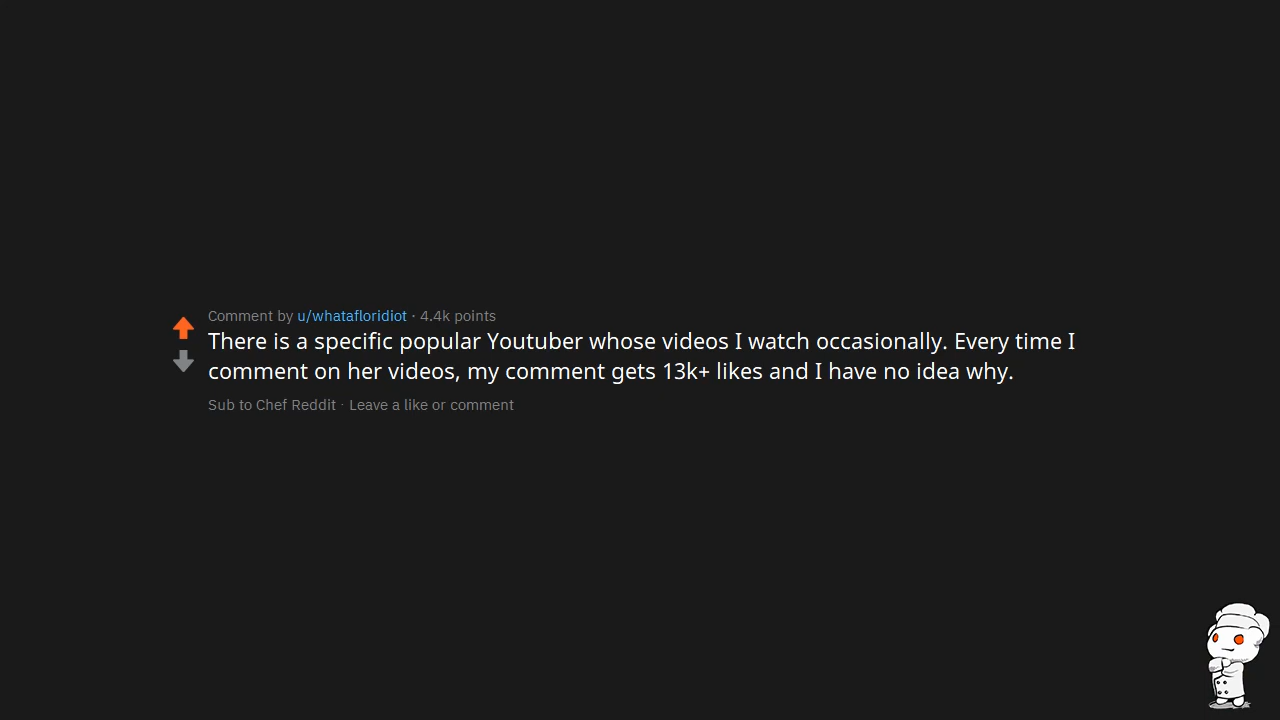 Comment by u/whatafloridiot · 4.4k points
There is a specific popular Youtuber whose videos I watch occasionally. Every time I
comment on her videos, my comment gets 13k+ likes and I have no idea why.
Sub to Chef Reddit · Leave a like or comment